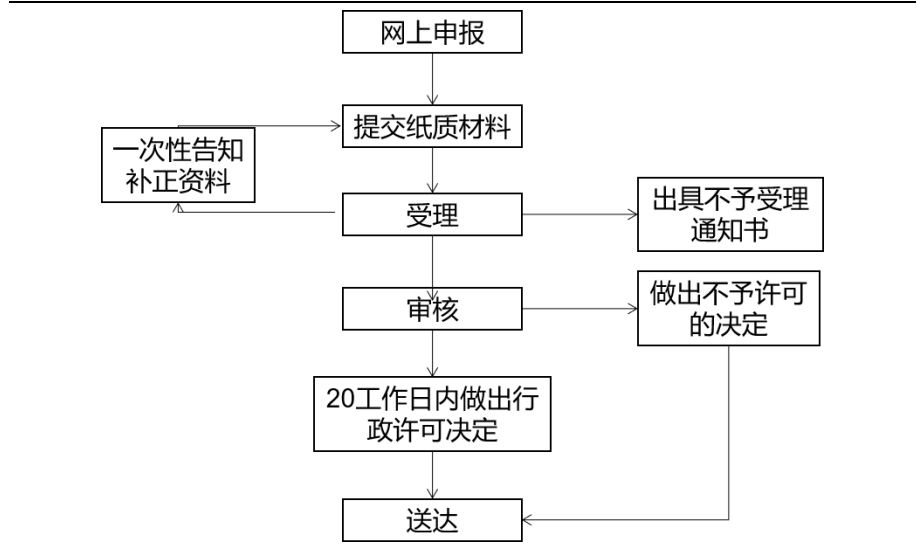 网上申报
提交纸质材料
一次性告知
补正资料
受理
出具不予受理
通知书
审核
做出不予许可
的决定
20工作日内做出行
政许可决定
送达